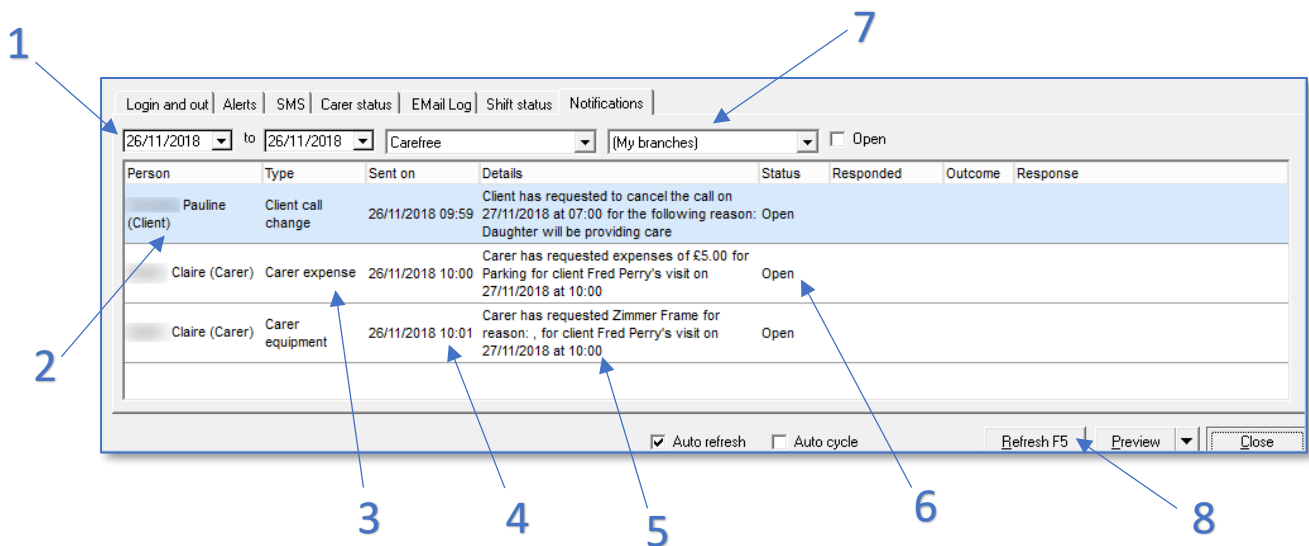 7
1
Login and out Alerts SMS Carer status EMail Log Shift status Notifications
26/11/2018 to 26/11/2018 Carefree (My branches) Open
Person Type Sent on Details Status Responded Outcome Response
Pauline (Client) Client call change 26/11/2018 09:59 Client has requested to cancel the call on 27/11/2018 at 07:00 for the following reason: Daughter will be providing care Open
Claire (Carer) Carer expense 26/11/2018 10:00 Carer has requested expenses of £5.00 for Parking for client Fred Perry's visit on 27/11/2018 at 10:00 Open
Claire (Carer) Carer equipment 26/11/2018 10:01 Carer has requested Zimmer Frame for reason: , for client Fred Perry's visit on 27/11/2018 at 10:00 Open
2
Auto refresh Auto cycle Refresh F5 Preview Close
3 4 5 6 8